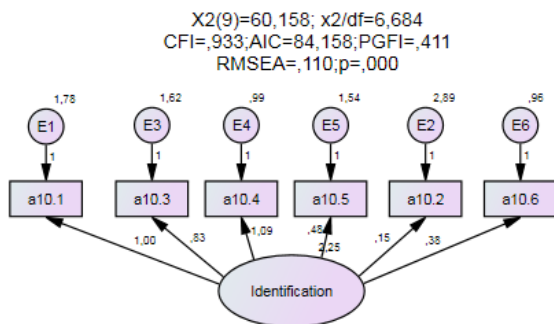 X2(9)=60,158; x2/df=6,684
CFI=,933;AIC=84,158;PGFI=,411
RMSEA=,110;p=,000
1,78 1,62 ,99 1,54 2,89 ,96
E1 E3 E4 E5 E2 E6
1 1 1 1 1 1
a10.1 a10.3 a10.4 a10.5 a10.2 a10.6
1,00 ,83 1,09 ,48 ,15 ,38
2,25
Identification